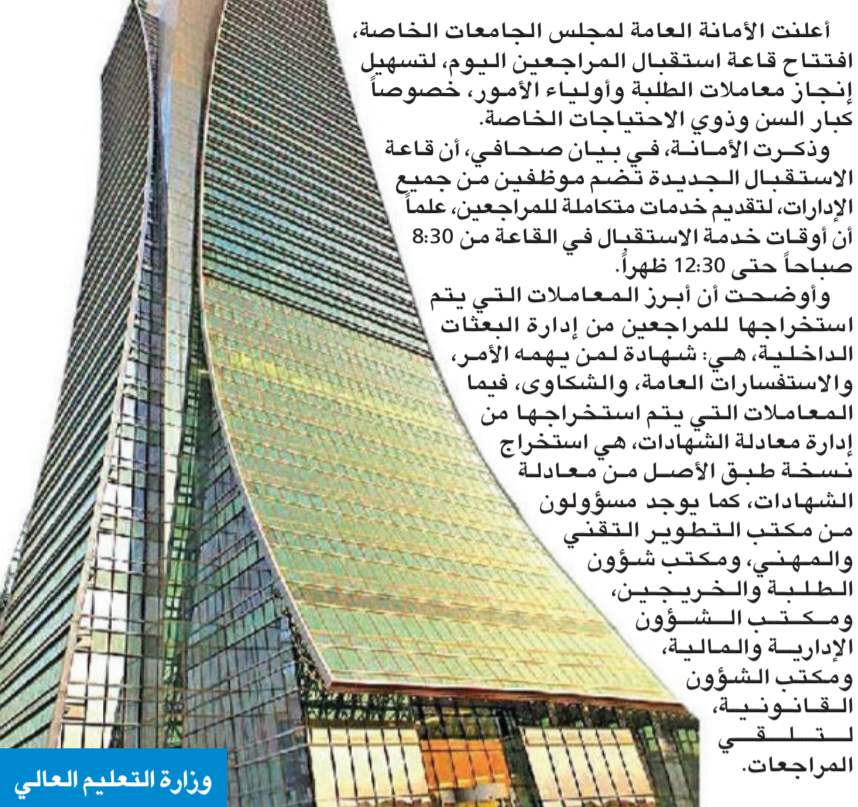 أعلنت الأمانة العامة لمجلس الجامعات الخاصة،
افتتاح قاعة استقبال المراجعين اليوم، لتسهيل
إنجاز معاملات الطلبة وأولياء الأمور، خصوصاً
كبار السن وذوي الاحتياجات الخاصة.
وذكرت الأمانة، في بيان صحافي، أن قاعة
الاستقبال الجديدة تضم موظفين من جميع
الإدارات، لتقديم خدمات متكاملة للمراجعين، علماً
أن أوقات خدمة الاستقبال في القاعة من 8:30
صباحاً حتى 12:30 ظهراً.
وأوضحت أن أبرز المعاملات التي يتم
استخراجها للمراجعين من إدارة البعثات
الداخلية، هي: شهادة لمن يهمه الأمر،
والاستفسارات العامة، والشكاوى، فيما
المعاملات التي يتم استخراجها من
إدارة معادلة الشهادات، هي استخراج
نسخة طبق الأصل من معادلة
الشهادات، كما يوجد مسؤولون
من مكتب التطوير التقني
والمهني، ومكتب شؤون
الطلبة والخريجين،
ومكتب الشؤون
الإدارية والمالية،
ومكتب الشؤون
القانونية،
لتلقي
المراجعات.
وزارة التعليم العالي